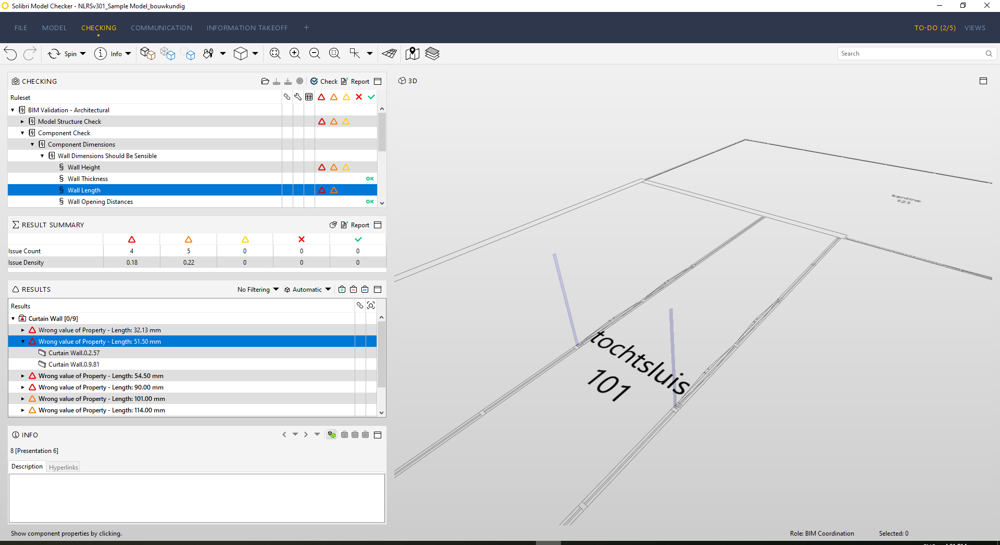 Solibri Model Checker - NLRSv301_Sample Model_bouwkundig
FILE MODEL CHECKING COMMUNICATION INFORMATION TAKEOFF + TO-DO (2/5) VIEWS
Spin Info Search
CHECKING Check Report
3D
Ruleset
BIM Validation - Architectural
Model Structure Check
Component Check
Component Dimensions
Wall Dimensions Should Be Sensible
§ Wall Height
§ Wall Thickness OK
§ Wall Length
§ Wall Opening Distances OK
RESULT SUMMARY Report
Issue Count 4 5 0 0 0
Issue Density 0.18 0.22 0 0 0
RESULTS No Filtering Automatic
Results
Curtain Wall [0/9]
Wrong value of Property - Length: 32.13 mm
Wrong value of Property - Length: 51.50 mm
Curtain Wall.0.2.57
Curtain Wall.0.9.81
Wrong value of Property - Length: 54.50 mm
Wrong value of Property - Length: 90.00 mm
Wrong value of Property - Length: 101.00 mm
Wrong value of Property - Length: 114.00 mm
INFO
8 [Presentation 6]
Description Hyperlinks
tochtsluis
101
121
Show component properties by clicking.
Role: BIM Coordination Selected: 0